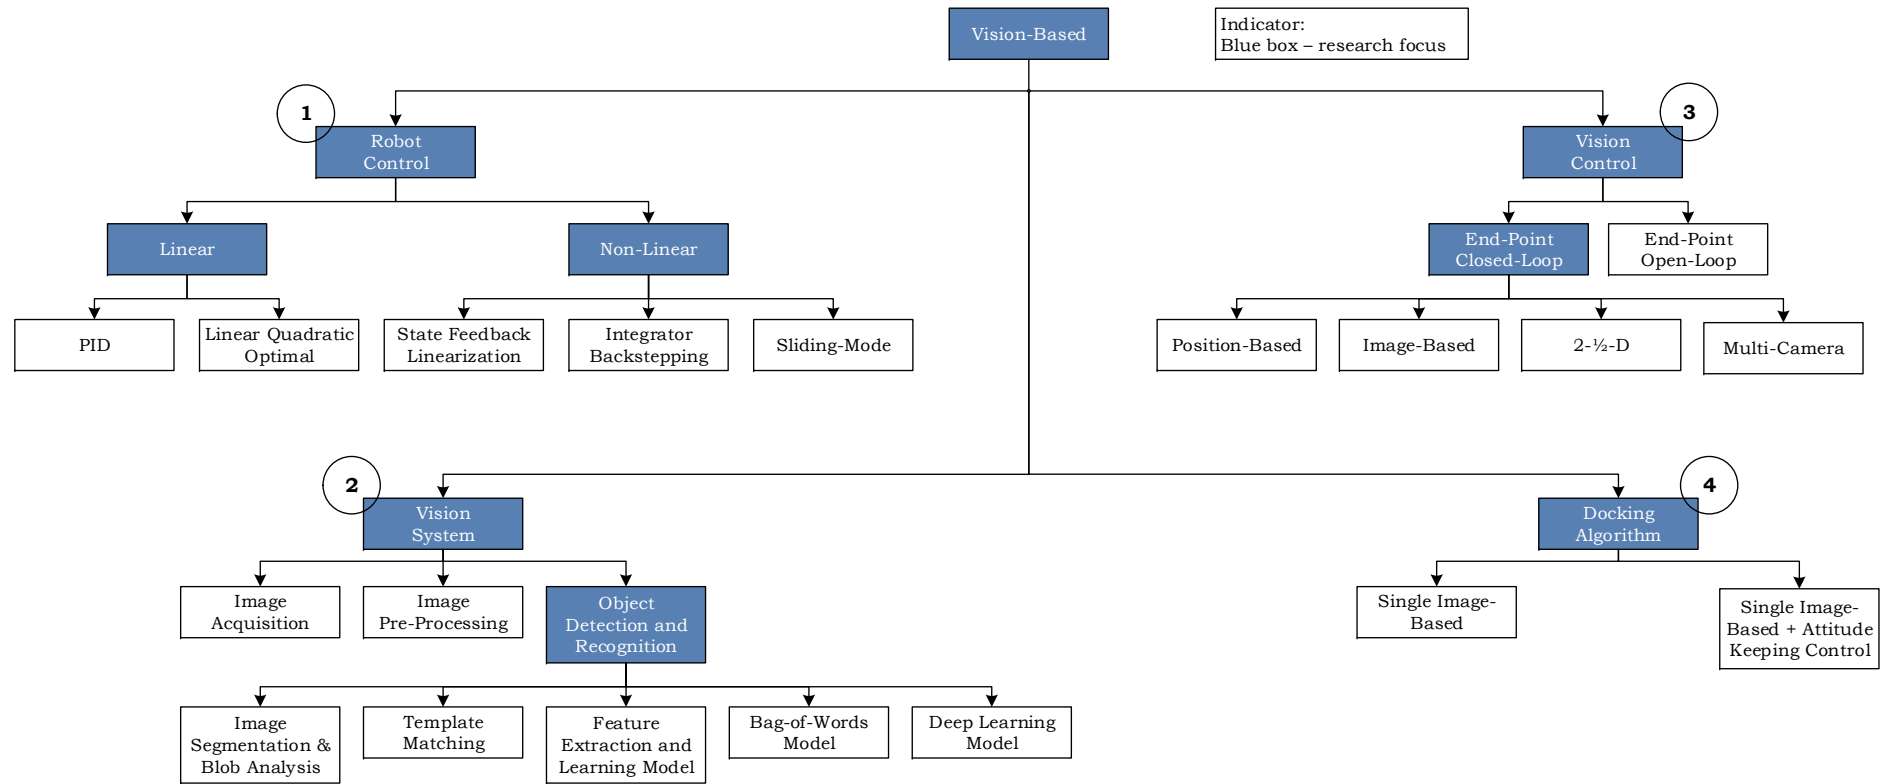 Vision-Based
Indicator:
Blue box – research focus
1
Robot
Control
3
Vision
Control
Linear
Non-Linear
End-Point
Closed-Loop
End-Point
Open-Loop
PID
Linear Quadratic
Optimal
State Feedback
Linearization
Integrator
Backstepping
Sliding-Mode
Position-Based
Image-Based
2-½-D
Multi-Camera
2
Vision
System
4
Docking
Algorithm
Image
Acquisition
Image
Pre-Processing
Object
Detection and
Recognition
Single Image-
Based
Single Image-
Based + Attitude
Keeping Control
Image
Segmentation &
Blob Analysis
Template
Matching
Feature
Extraction and
Learning Model
Bag-of-Words
Model
Deep Learning
Model